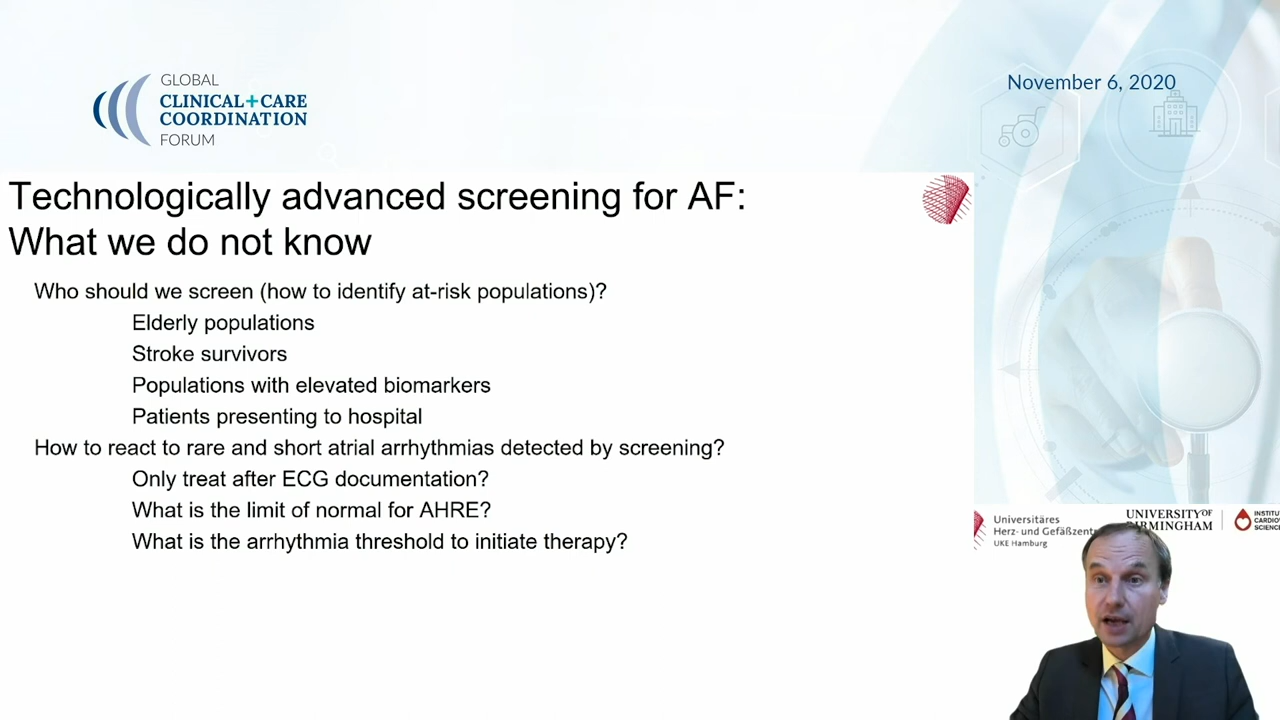 GLOBAL
CLINICAL+CARE
COORDINATION
FORUM
November 6, 2020
Technologically advanced screening for AF:
What we do not know
Who should we screen (how to identify at-risk populations)?
Elderly populations
Stroke survivors
Populations with elevated biomarkers
Patients presenting to hospital
How to react to rare and short atrial arrhythmias detected by screening?
Only treat after ECG documentation?
What is the limit of normal for AHRE?
What is the arrhythmia threshold to initiate therapy?
Universitäres
Herz- und Gefäßzent
UKE Hamburg
UNIVERSITY OF
BIRMINGHAM